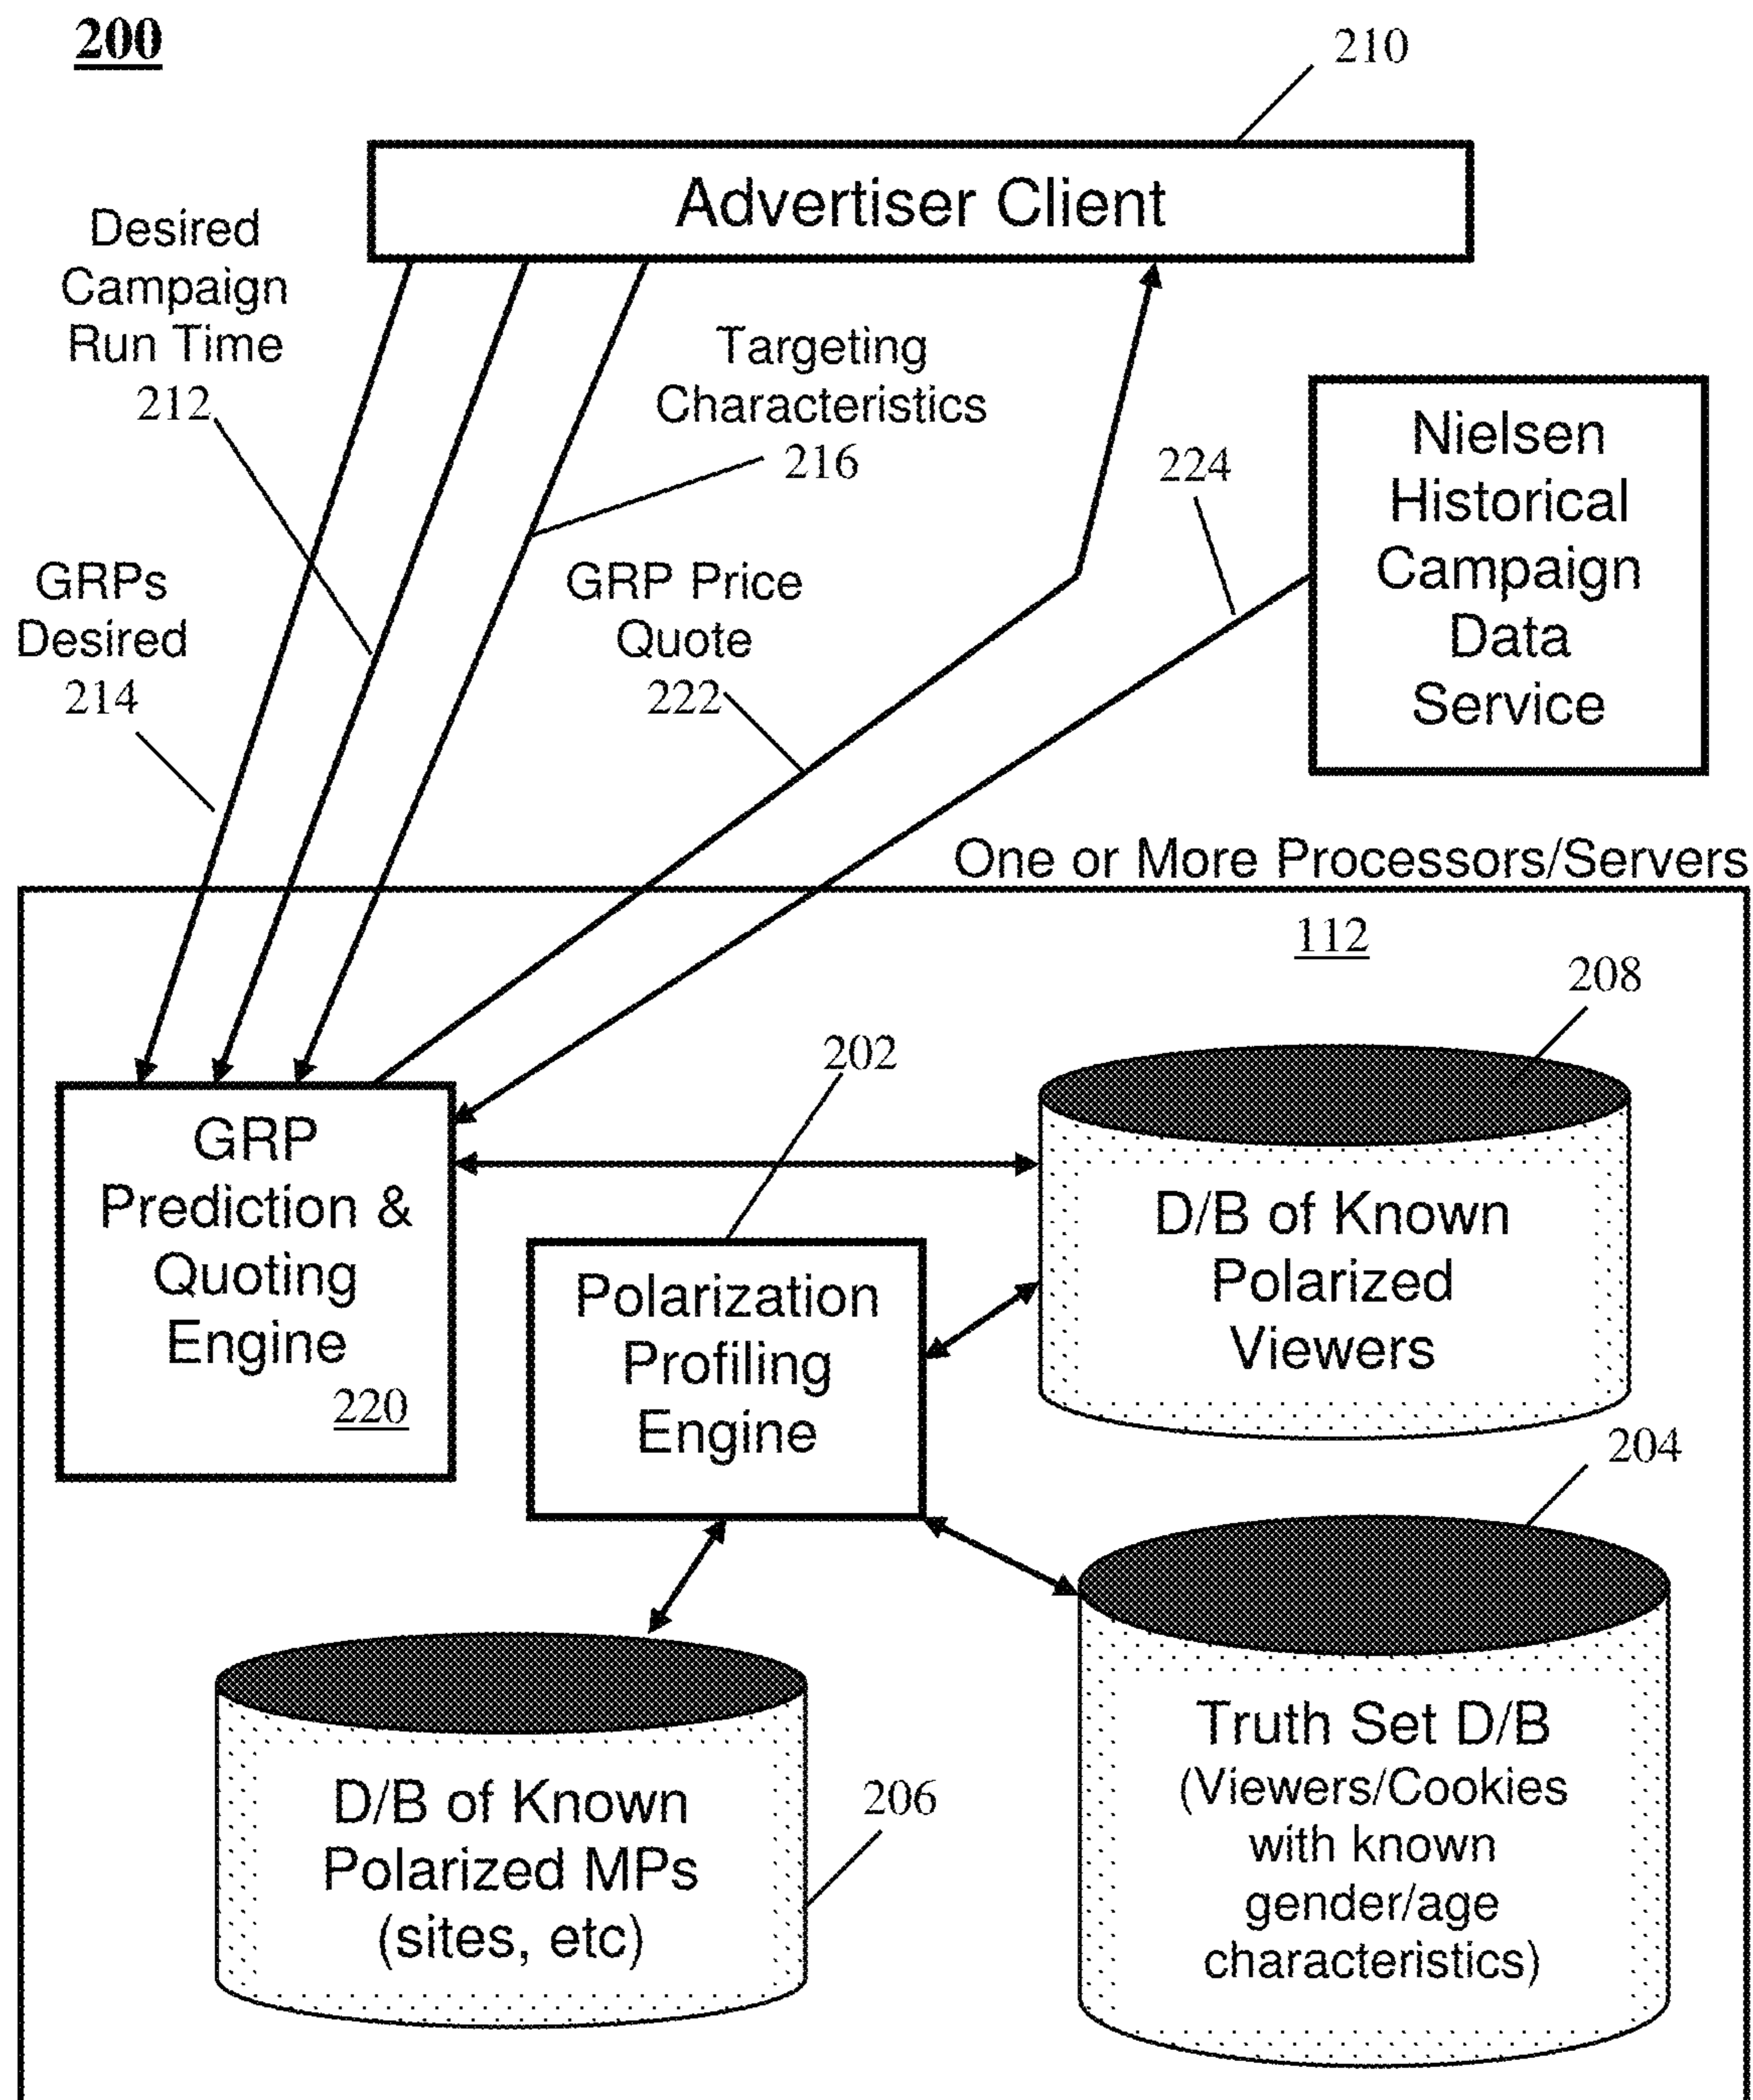 200
210
Advertiser Client
Desired
Campaign
Run Time
212
Targeting
Characteristics
216
224
Nielsen
Historical
Campaign
Data
Service
GRPs
Desired
214
GRP Price
Quote
222
One or More Processors/Servers
112
208
202
GRP
Prediction &
Quoting
Engine
220
D/B of Known
Polarized
Viewers
Polarization
Profiling
Engine
204
D/B of Known
Polarized MPs
(sites, etc)
206
Truth Set D/B
(Viewers/Cookies
with known
gender/age
characteristics)